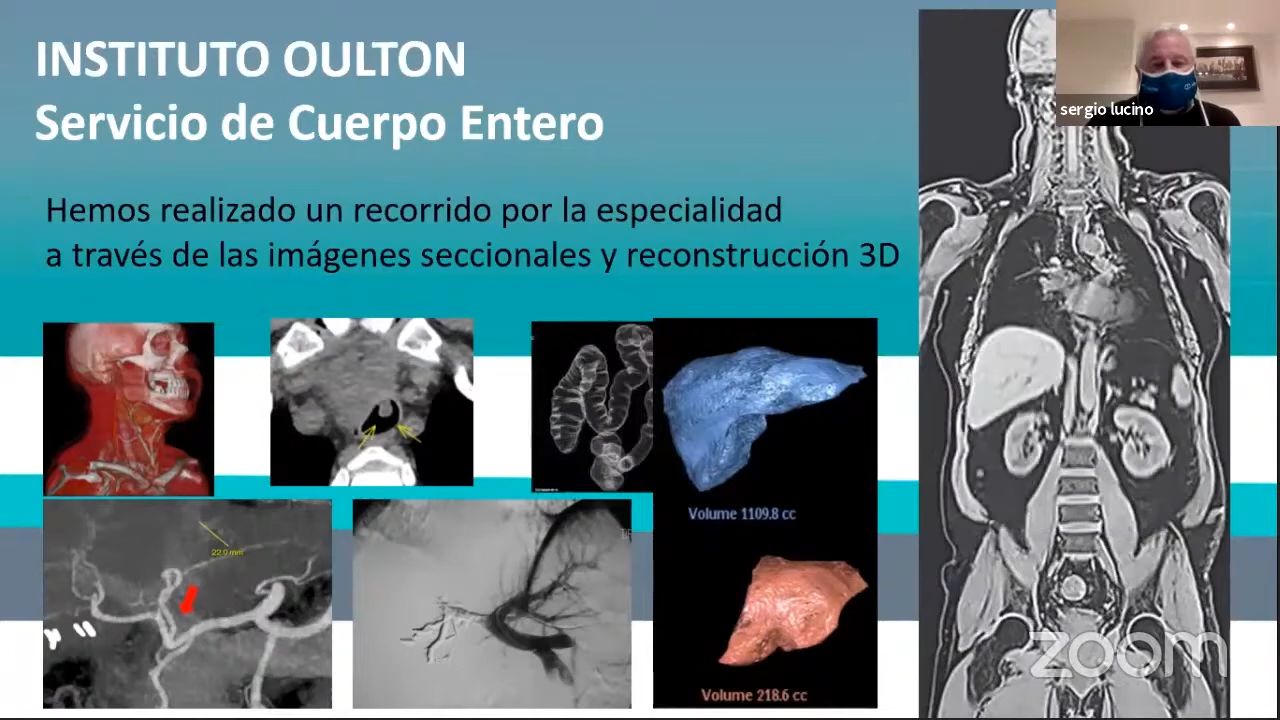 INSTITUTO OULTON
Servicio de Cuerpo Entero
sergio lucino
Hemos realizado un recorrido por la especialidad
a través de las imágenes seccionales y reconstrucción 3D
Volume 1109.8 cc
22.0 mm
Volume 218.6 cc
zoom